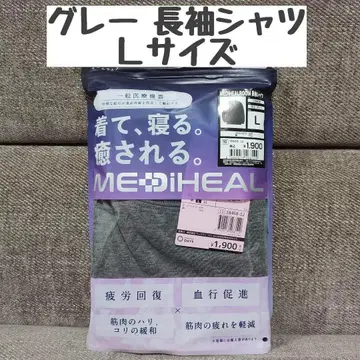 グレー 長袖シャツ
Lサイズ
一般医療機器
L
¥1,900
着て、寝る。
癒される。
MEDiHEAL
¥1,900
疲労回復
血行促進
×
筋肉のハリ、
コリの緩和
筋肉の疲れを軽減